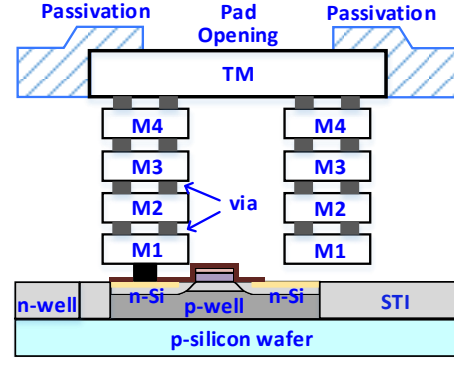 Passivation Pad Passivation
Opening
TM
M4 M4
M3 M3
via
M2 M2
M1 M1
n-Si n-Si
n-well p-well STI
p-silicon wafer